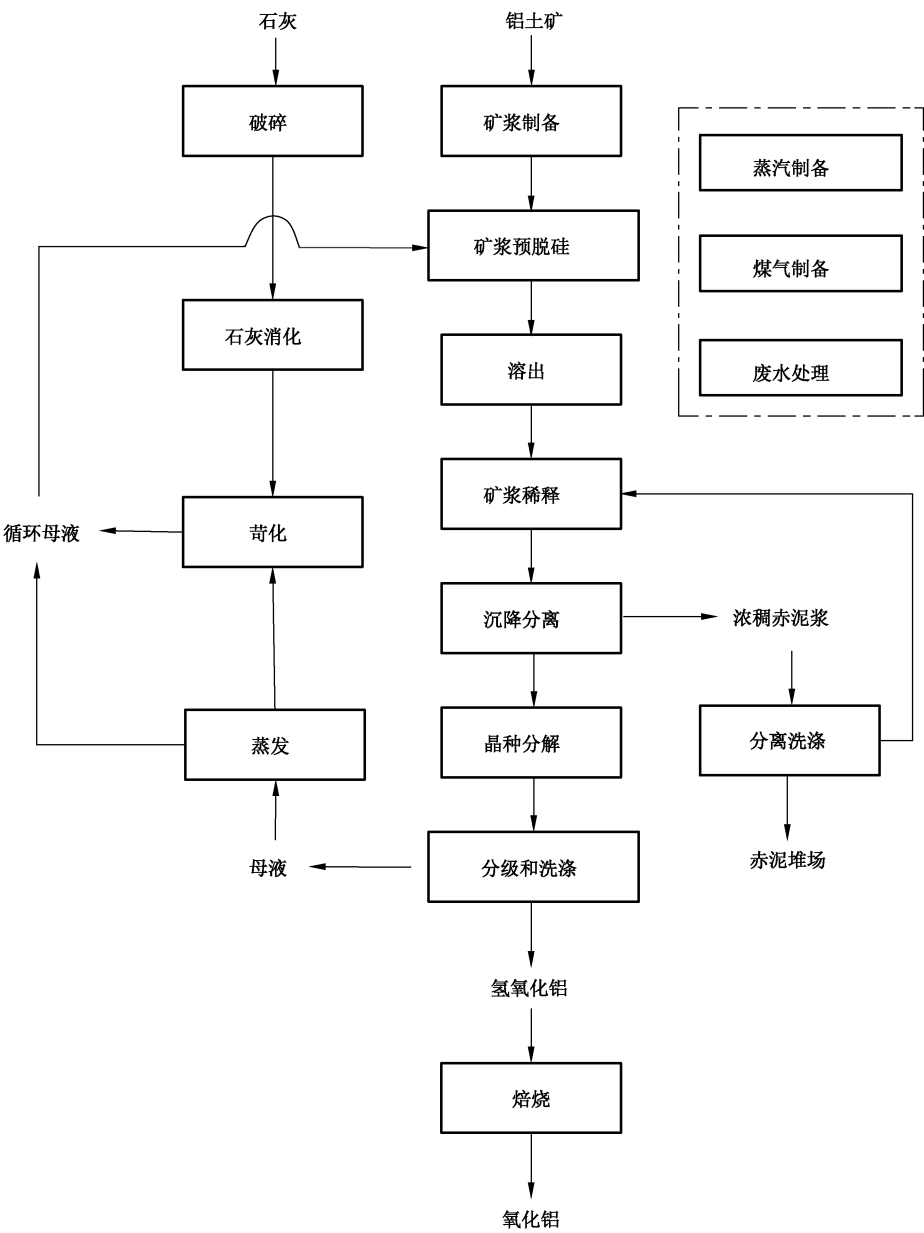 石灰
铝土矿
破碎
矿浆制备
蒸汽制备
矿浆预脱硅
煤气制备
石灰消化
溶出
废水处理
矿浆稀释
循环母液
苛化
沉降分离
浓稠赤泥浆
蒸发
晶种分解
分离洗涤
母液
分级和洗涤
赤泥堆场
氢氧化铝
焙烧
氧化铝